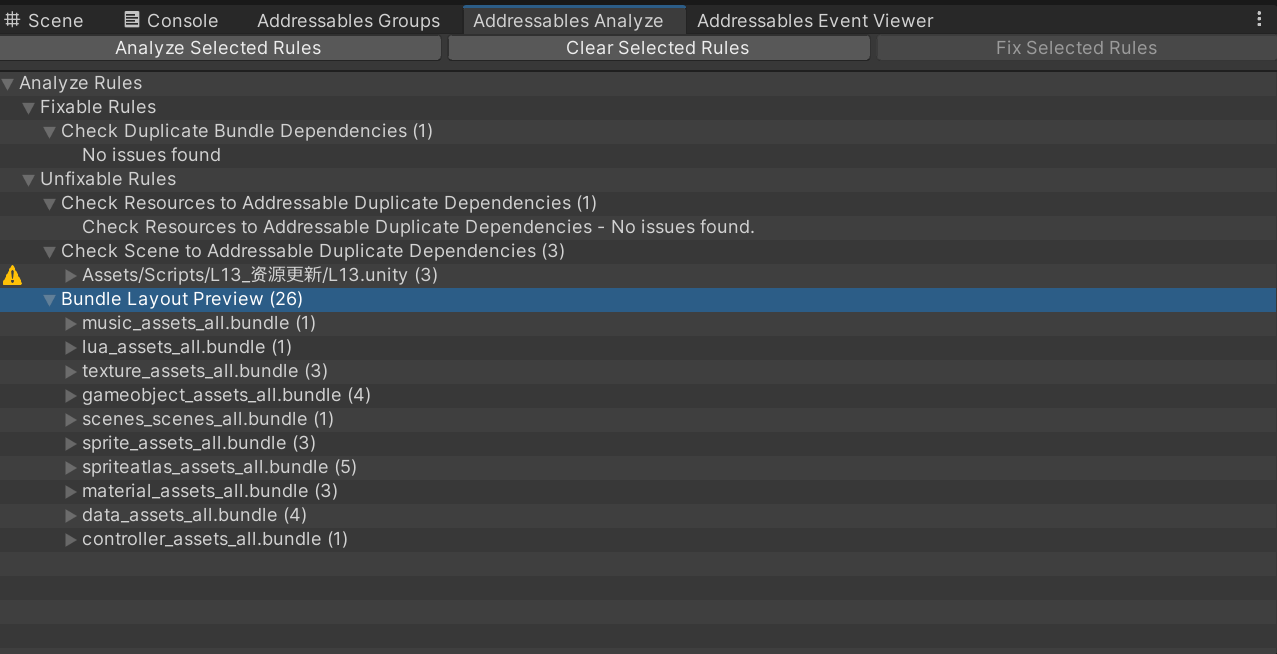 Scene Console Addressables Groups Addressables Analyze Addressables Event Viewer
Analyze Selected Rules Clear Selected Rules Fix Selected Rules
Analyze Rules
Fixable Rules
Check Duplicate Bundle Dependencies (1)
No issues found
Unfixable Rules
Check Resources to Addressable Duplicate Dependencies (1)
Check Resources to Addressable Duplicate Dependencies - No issues found.
Check Scene to Addressable Duplicate Dependencies (3)
Assets/Scripts/L13_资源更新/L13.unity (3)
Bundle Layout Preview (26)
music_assets_all.bundle (1)
lua_assets_all.bundle (1)
texture_assets_all.bundle (3)
gameobject_assets_all.bundle (4)
scenes_scenes_all.bundle (1)
sprite_assets_all.bundle (3)
spriteatlas_assets_all.bundle (5)
material_assets_all.bundle (3)
data_assets_all.bundle (4)
controller_assets_all.bundle (1)